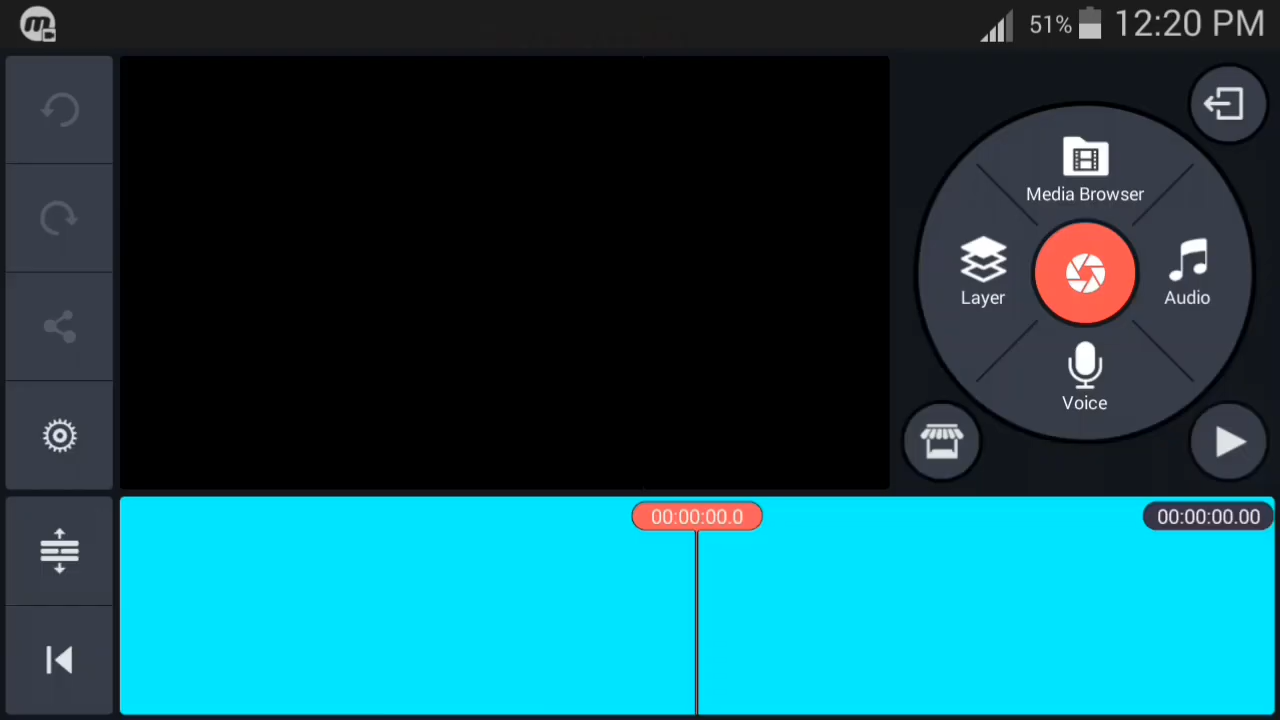 51%
12:20 PM
Media Browser
Layer
Audio
Voice
00:00:00.0
00:00:00.00